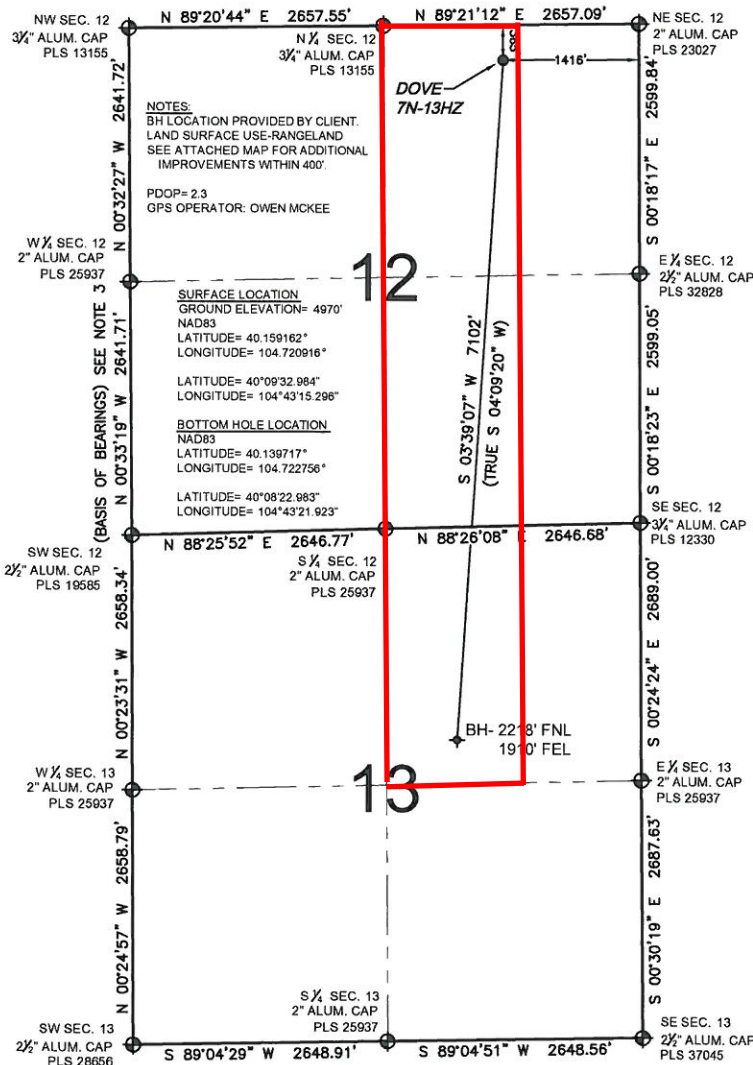 N 89°20'44" E 2657.55'
N 89°21'12" E 2657.09'
NW SEC. 12
3¼" ALUM. CAP
PLS 13155
N ¼ SEC. 12
3¼" ALUM. CAP
PLS 13155
NE SEC. 12
2" ALUM. CAP
PLS 23027
1416'
DOVE
7N-13HZ
N 00°32'27" W 2641.72'
S 00°18'17" E 2599.84'
NOTES:
BH LOCATION PROVIDED BY CLIENT.
LAND SURFACE USE-RANGELAND
SEE ATTACHED MAP FOR ADDITIONAL
IMPROVEMENTS WITHIN 400'.
PDOP= 2.3
GPS OPERATOR: OWEN MCKEE
W ¼ SEC. 12
2" ALUM. CAP
PLS 25937
12
E ¼ SEC. 12
2½" ALUM. CAP
PLS 32828
SURFACE LOCATION
GROUND ELEVATION= 4970'
NAD83
LATITUDE= 40.159162°
LONGITUDE= 104.720916°
LATITUDE= 40°09'32.984"
LONGITUDE= 104°43'15.296"
BOTTOM HOLE LOCATION
NAD83
LATITUDE= 40.139717°
LONGITUDE= 104.722756°
LATITUDE= 40°08'22.983"
LONGITUDE= 104°43'21.923"
(BASIS OF BEARINGS) SEE NOTE 3
N 00°33'19" W 2641.71'
S 03°39'07" W 7102'
(TRUE S 04°09'20" W)
S 00°18'23" E 2599.05'
SW SEC. 12
2½" ALUM. CAP
PLS 19585
N 88°25'52" E 2646.77'
S ¼ SEC. 12
2" ALUM. CAP
PLS 25937
N 88°26'08" E 2646.68'
SE SEC. 12
3¼" ALUM. CAP
PLS 12330
N 00°23'31" W 2658.34'
S 00°24'24" E 2689.00'
BH- 2218' FNL
1910' FEL
W ¼ SEC. 13
2" ALUM. CAP
PLS 25937
13
E ¼ SEC. 13
2" ALUM. CAP
PLS 25937
N 00°24'57" W 2658.79'
S 00°30'19" E 2687.63'
SW SEC. 13
2½" ALUM. CAP
PLS 28656
S ¼ SEC. 13
2" ALUM. CAP
PLS 25937
SE SEC. 13
2½" ALUM. CAP
PLS 37045
S 89°04'29" W 2648.91'
S 89°04'51" W 2648.56'